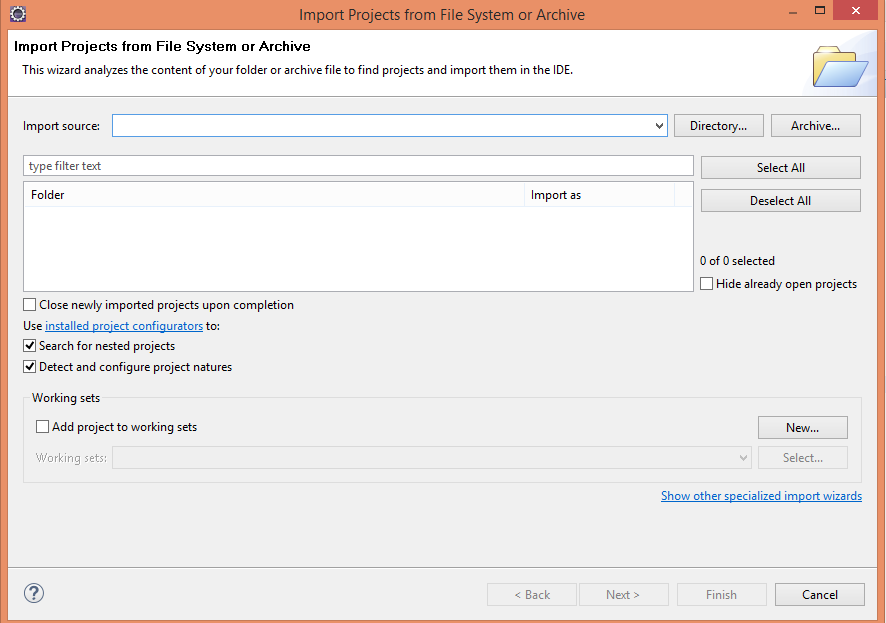 Import Projects from File System or Archive
Import Projects from File System or Archive
This wizard analyzes the content of your folder or archive file to find projects and import them in the IDE.
Import source: Directory... Archive...
type filter text Select All
Folder Import as
Deselect All
0 of 0 selected
Hide already open projects
Close newly imported projects upon completion
Use installed project configurators to:
Search for nested projects
Detect and configure project natures
Working sets
Add project to working sets New...
Working sets: Select...
Show other specialized import wizards
? < Back Next > Finish Cancel